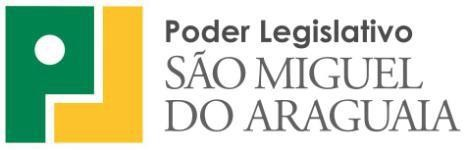 Poder Legislativo
SÃO MIGUEL
DO ARAGUAIA